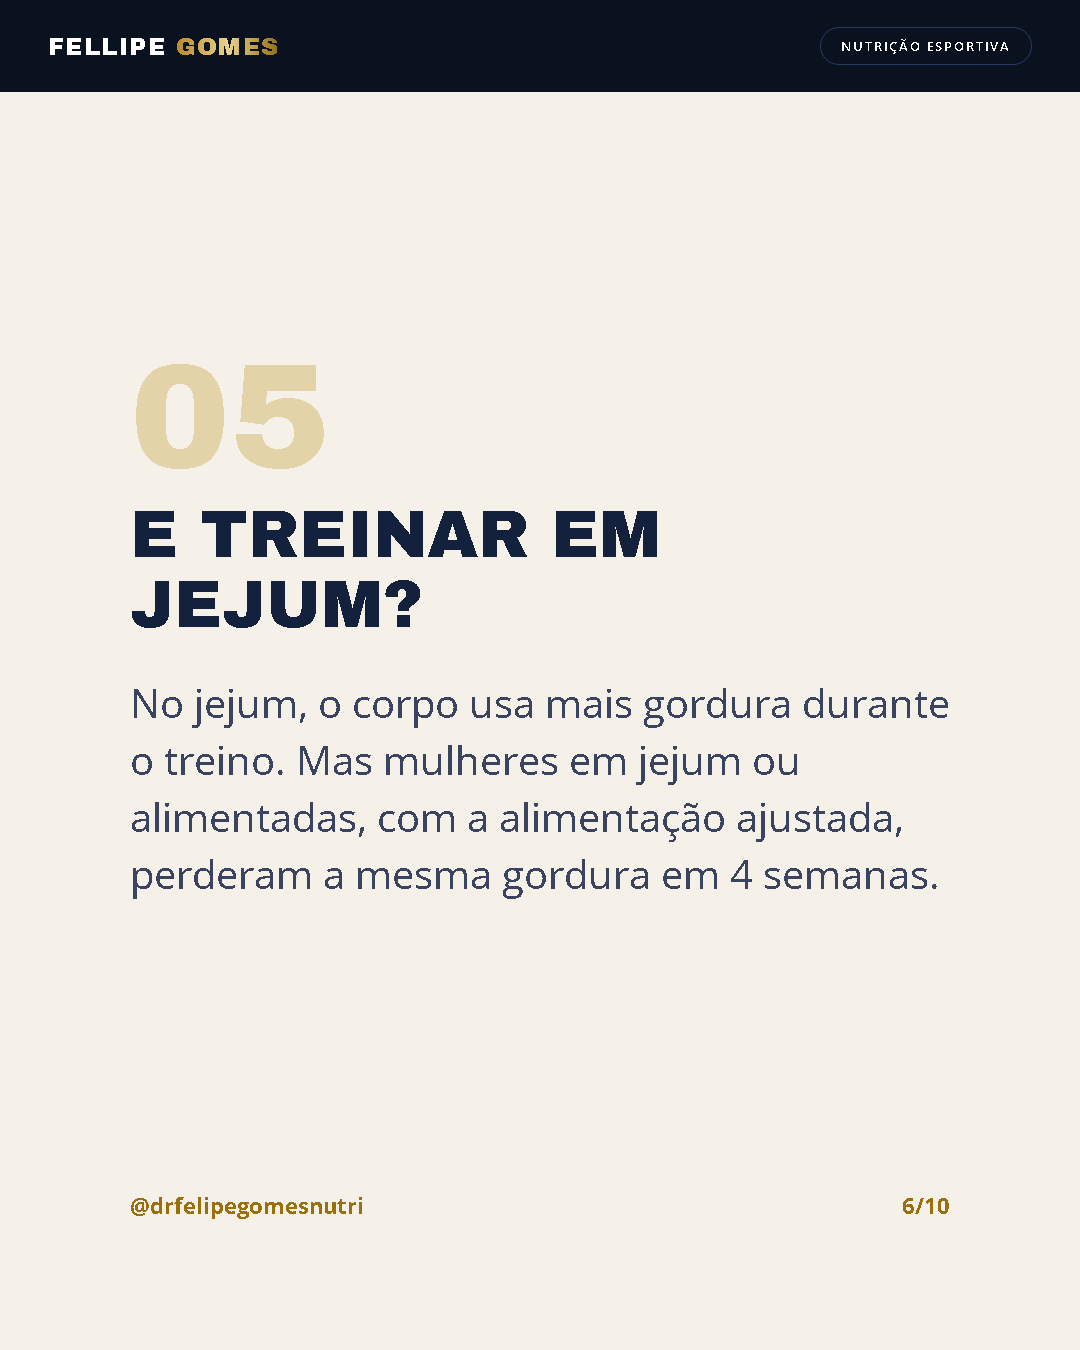 FELLIPE GOMES
NUTRIÇÃO ESPORTIVA
05
E TREINAR EM
JEJUM?
No jejum, o corpo usa mais gordura durante
o treino. Mas mulheres em jejum ou
alimentadas, com a alimentação ajustada,
perderam a mesma gordura em 4 semanas.
@drfelipegomesnutri
6/10